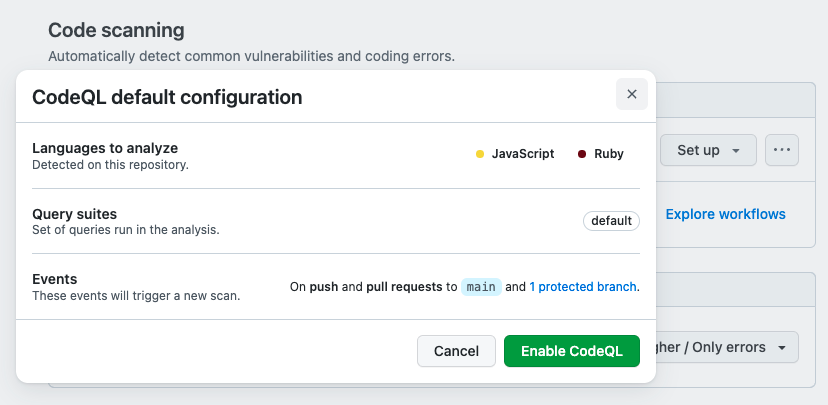 Code scanning
Automatically detect common vulnerabilities and coding errors.
CodeQL default configuration
Languages to analyze
Detected on this repository.
JavaScript Ruby
Set up
Query suites
Set of queries run in the analysis.
default
Explore workflows
Events
These events will trigger a new scan.
On push and pull requests to main and 1 protected branch.
Cancel Enable CodeQL
/ Only errors